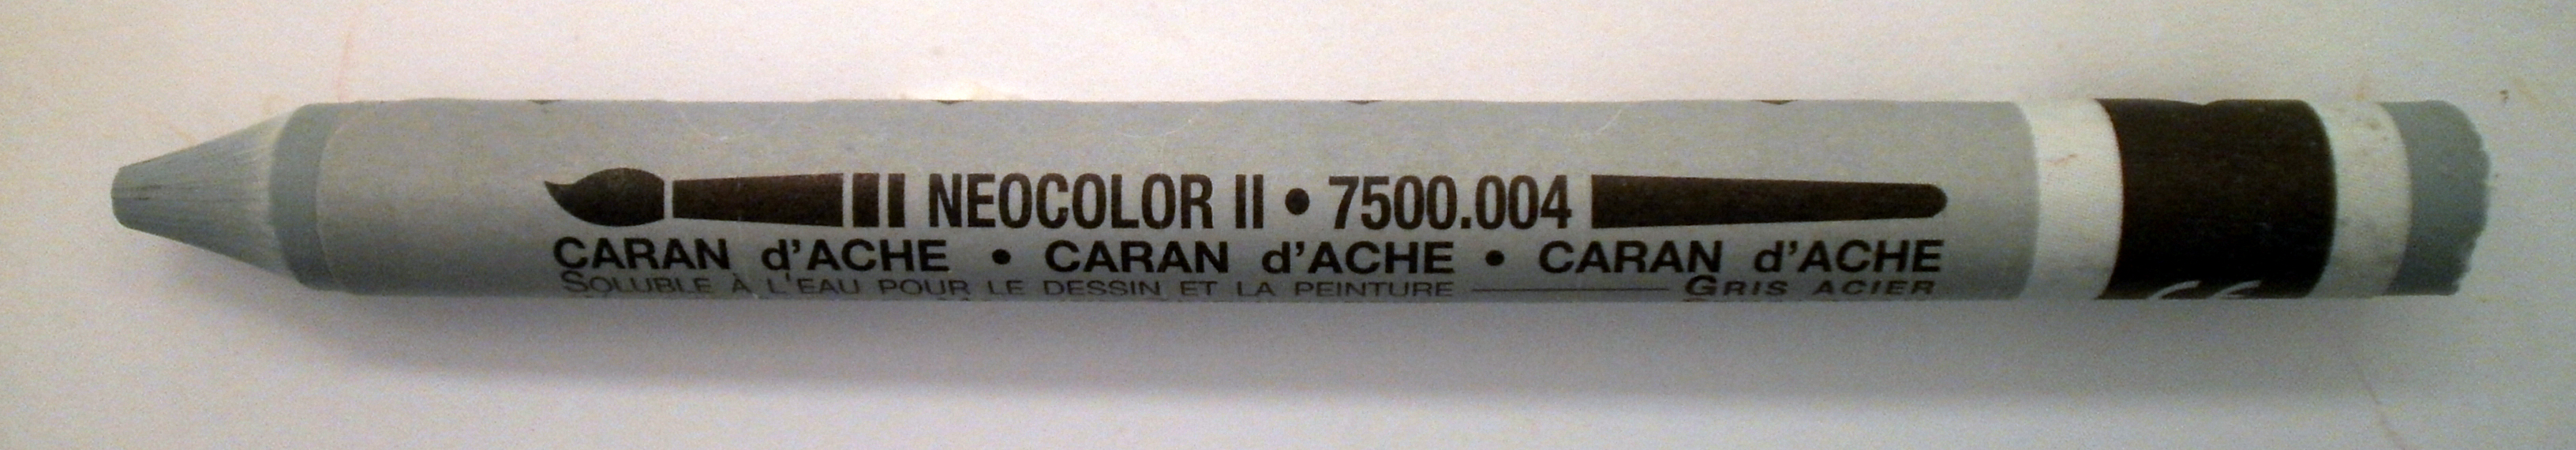 NEOCOLOR II • 7500.004
CARAN d'ACHE • CARAN d'ACHE • CARAN d'ACHE
SOLUBLE À L'EAU POUR LE DESSIN ET LA PEINTURE GRIS ACIER
CE